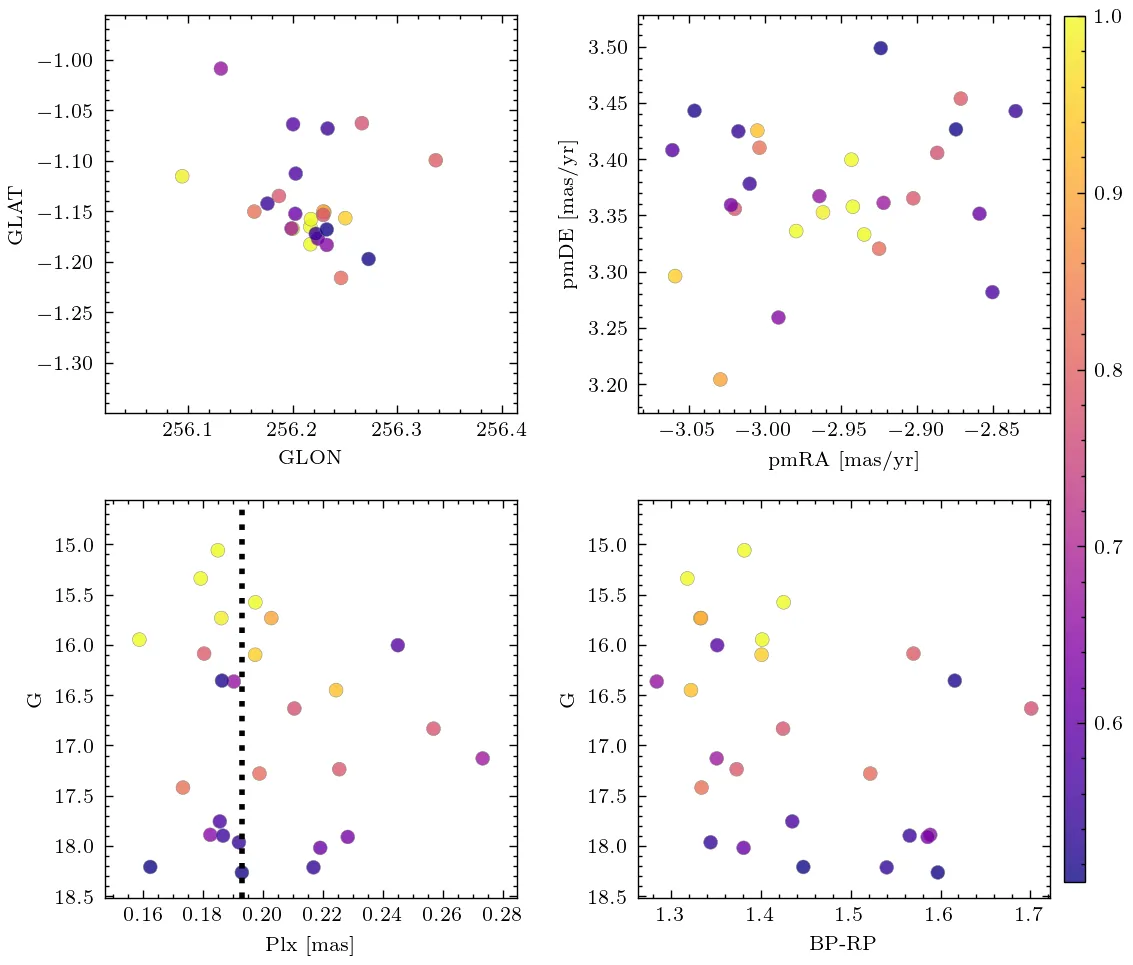 −1.00
−1.05
−1.10
−1.15
−1.20
−1.25
−1.30
GLAT
256.1 256.2 256.3 256.4
GLON
3.50
3.45
3.40
3.35
3.30
3.25
3.20
pmDE [mas/yr]
−3.05 −3.00 −2.95 −2.90 −2.85
pmRA [mas/yr]
1.0
0.9
0.8
0.7
0.6
15.0
15.5
16.0
16.5
17.0
17.5
18.0
18.5
G
0.16 0.18 0.20 0.22 0.24 0.26 0.28
Plx [mas]
15.0
15.5
16.0
16.5
17.0
17.5
18.0
18.5
G
1.3 1.4 1.5 1.6 1.7
BP-RP